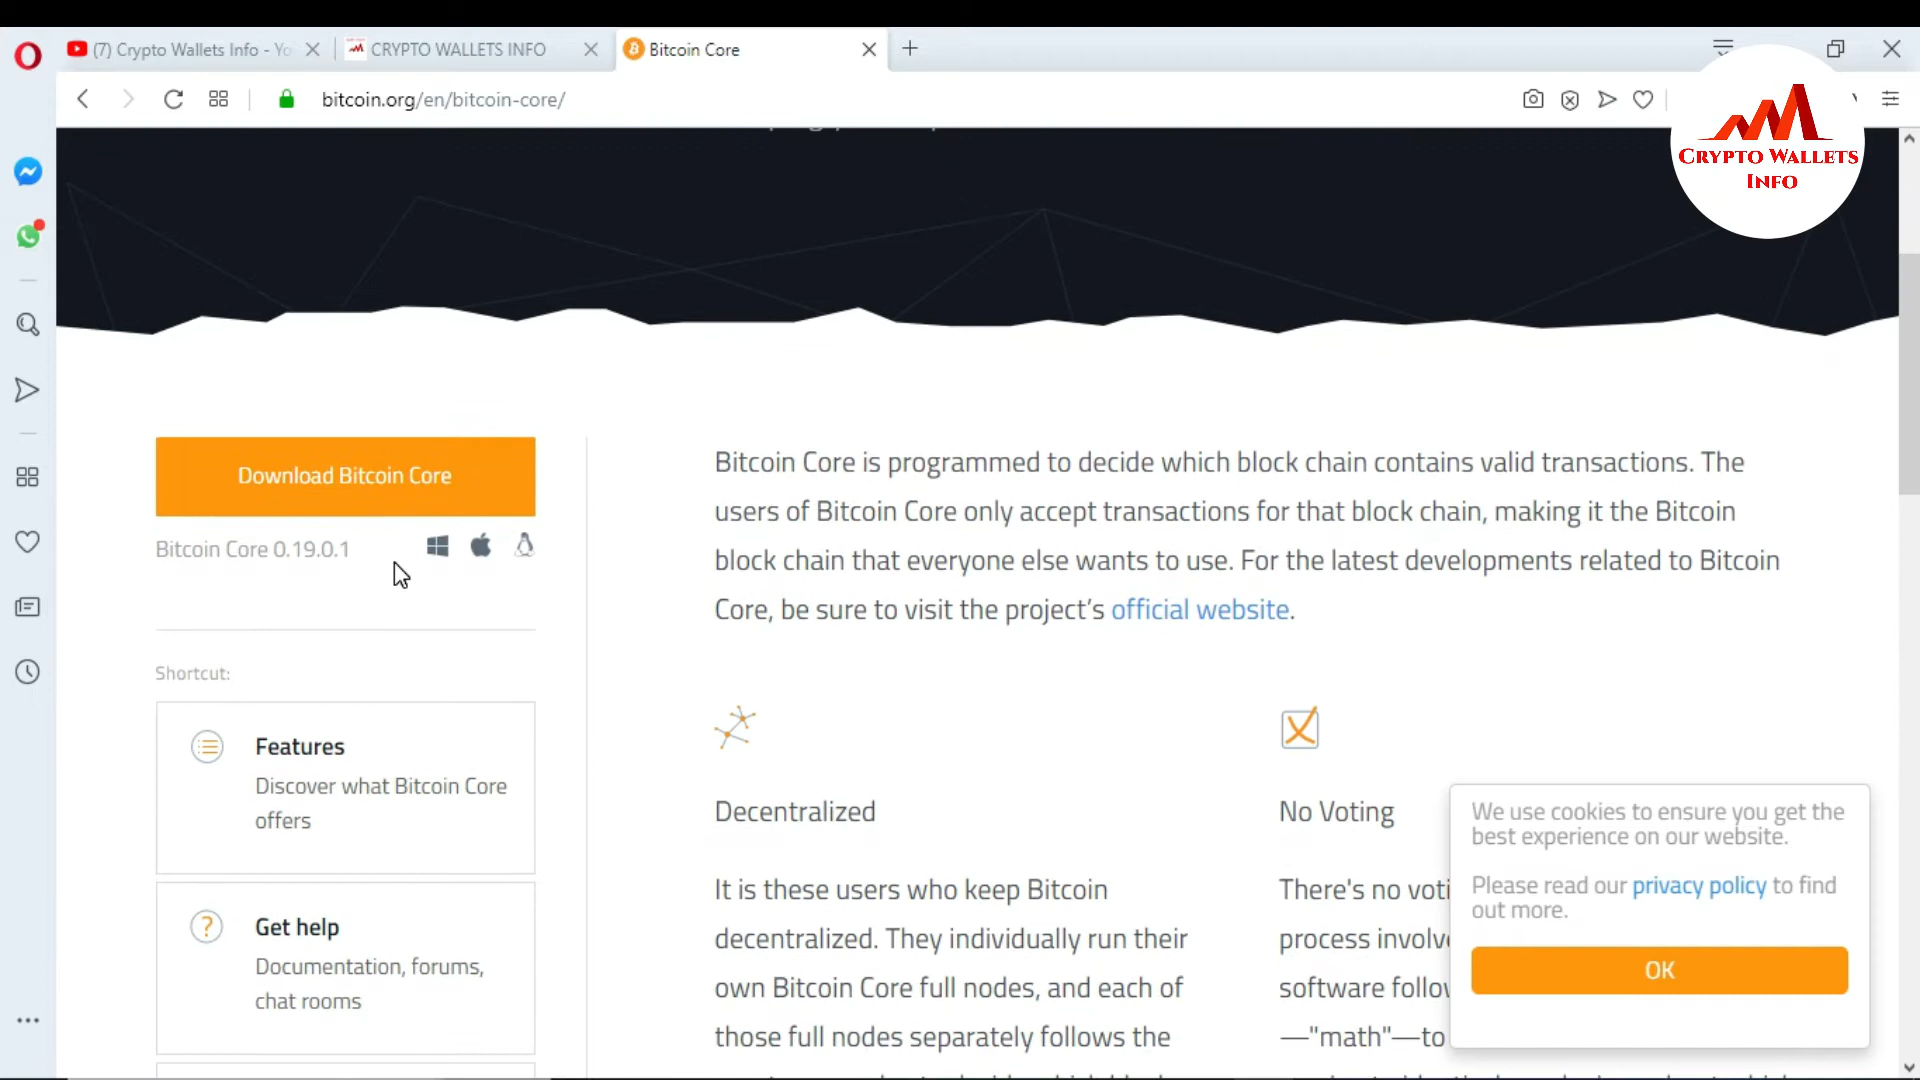 (7) Crypto Wallets Info - Yo
CRYPTO WALLETS INFO
Bitcoin Core
bitcoin.org/en/bitcoin-core/
CRYPTO WALLETS
INFO
Download Bitcoin Core
Bitcoin Core 0.19.0.1
Shortcut:
Features
Discover what Bitcoin Core
offers
Get help
Documentation, forums,
chat rooms
Bitcoin Core is programmed to decide which block chain contains valid transactions. The
users of Bitcoin Core only accept transactions for that block chain, making it the Bitcoin
block chain that everyone else wants to use. For the latest developments related to Bitcoin
Core, be sure to visit the project's official website.
Decentralized
It is these users who keep Bitcoin
decentralized. They individually run their
own Bitcoin Core full nodes, and each of
those full nodes separately follows the
No Voting
There's no voti
process involve
software follow
—"math"—to
We use cookies to ensure you get the
best experience on our website.
Please read our privacy policy to find
out more.
OK